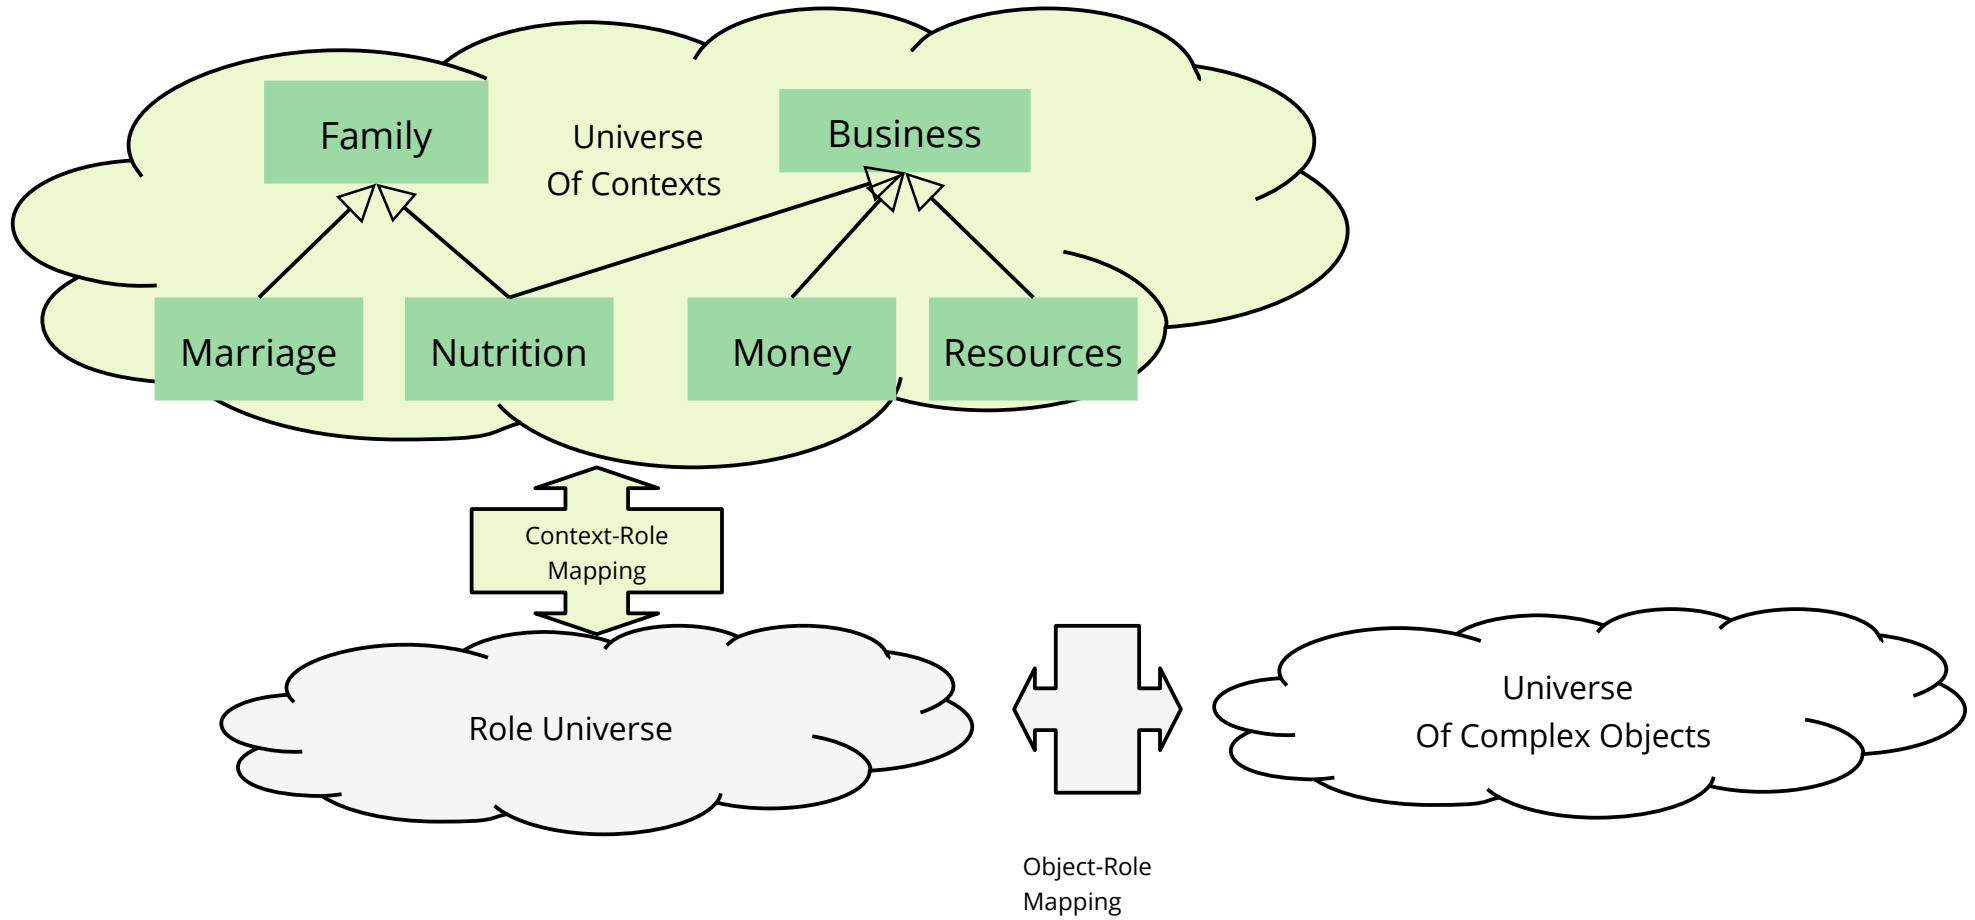 Family
Universe
Of Contexts
Business
Marriage
Nutrition
Money
Resources
Context-Role
Mapping
Role Universe
Universe
Of Complex Objects
Object-Role
Mapping